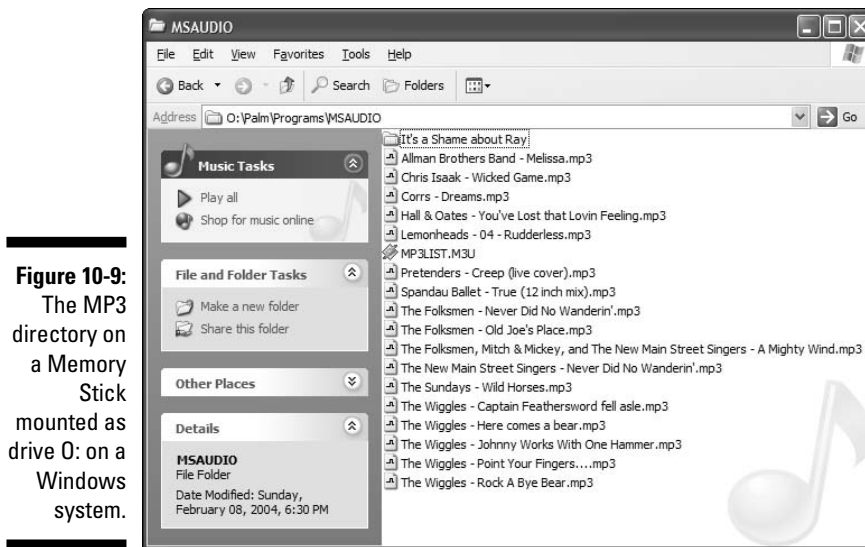 MSAUDIO
File Edit View Favorites Tools Help
Back Search Folders
Address O:\Palm\Programs\MSAUDIO Go
Music Tasks
Play all
Shop for music online
File and Folder Tasks
Make a new folder
Share this folder
Other Places
Details
MSAUDIO
File Folder
Date Modified: Sunday,
February 08, 2004, 6:30 PM
It's a Shame about Ray
Allman Brothers Band - Melissa.mp3
Chris Isaak - Wicked Game.mp3
Corrs - Dreams.mp3
Hall & Oates - You've Lost that Lovin Feeling.mp3
Lemonheads - 04 - Rudderless.mp3
MP3LIST.M3U
Pretenders - Creep (live cover).mp3
Spandau Ballet - True (12 inch mix).mp3
The Folksmen - Never Did No Wanderin'.mp3
The Folksmen - Old Joe's Place.mp3
The Folksmen, Mitch & Mickey, and The New Main Street Singers - A Mighty Wind.mp3
The New Main Street Singers - Never Did No Wanderin'.mp3
The Sundays - Wild Horses.mp3
The Wiggles - Captain Feathersword fell asle.mp3
The Wiggles - Here comes a bear.mp3
The Wiggles - Johnny Works With One Hammer.mp3
The Wiggles - Point Your Fingers....mp3
The Wiggles - Rock A Bye Bear.mp3
Figure 10-9:
The MP3
directory on
a Memory
Stick
mounted as
drive O: on a
Windows
system.